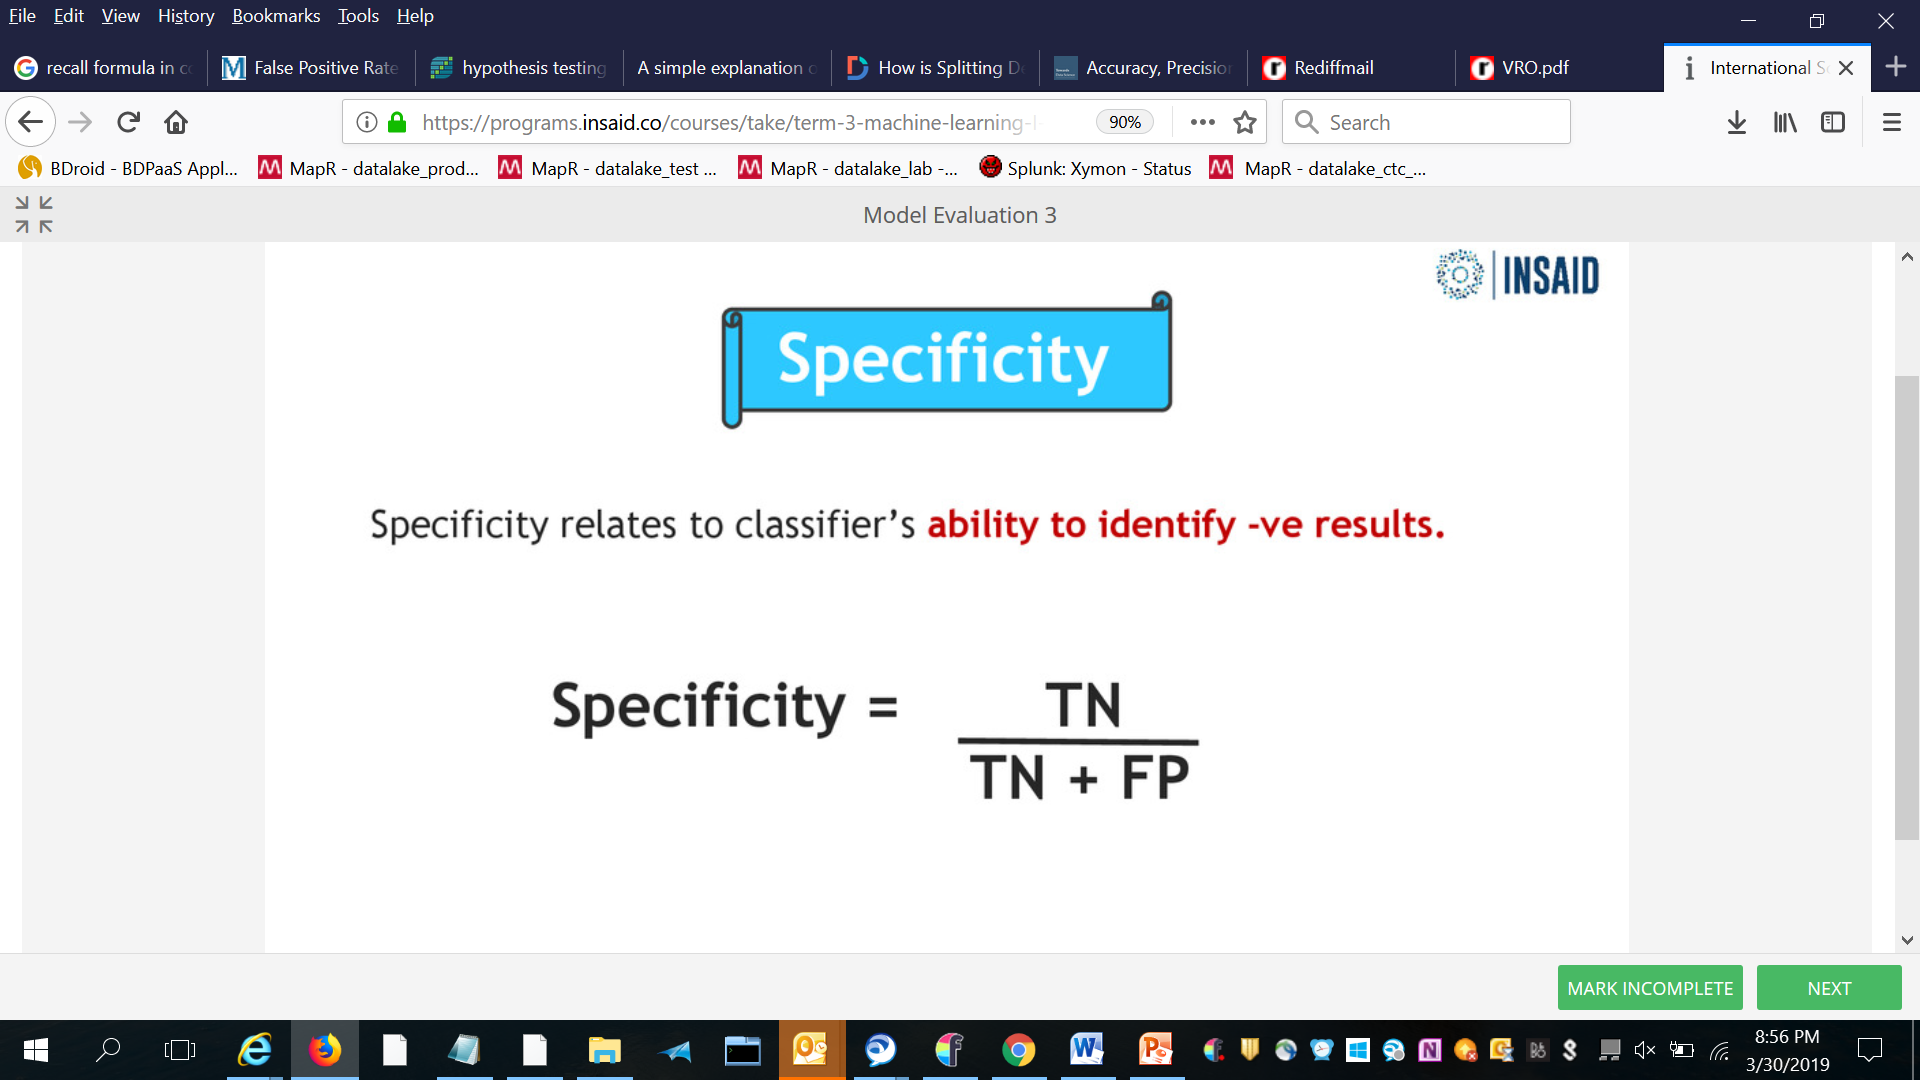 File Edit View History Bookmarks Tools Help
recall formula in co
False Positive Rate
hypothesis testing
A simple explanation o
How is Splitting De
Accuracy, Precision
Rediffmail
VRO.pdf
International S
https://programs.insaid.co/courses/take/term-3-machine-learning-l
90%
Search
BDroid - BDPaaS Appl...
MapR - datalake_prod...
MapR - datalake_test ...
MapR - datalake_lab -...
Splunk: Xymon - Status
MapR - datalake_ctc_...
Model Evaluation 3
INSAID
Specificity
Specificity relates to classifier’s ability to identify -ve results.
Specificity =
TN
TN + FP
MARK INCOMPLETE
NEXT
8:56 PM
3/30/2019